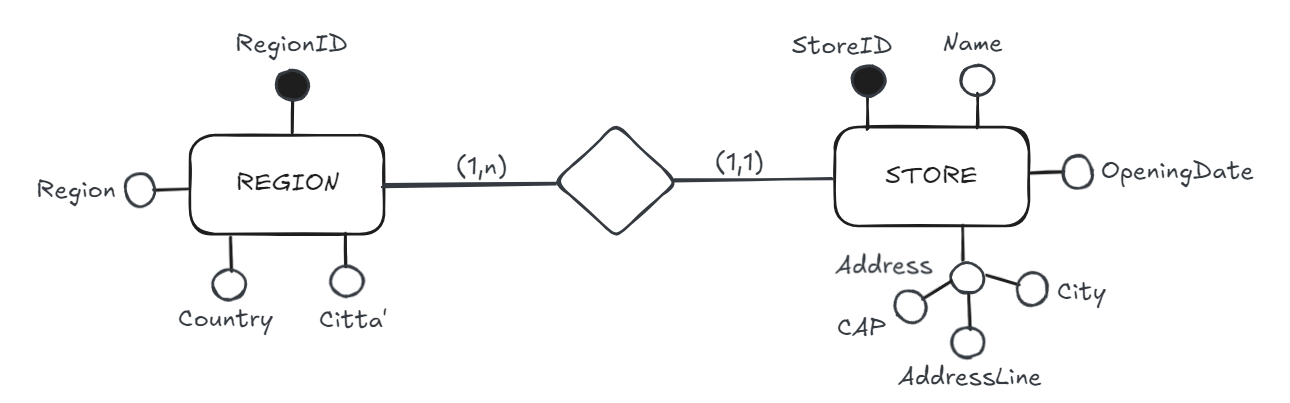 RegionID
StoreID
Name
(1,n)
(1,1)
Region
REGION
STORE
OpeningDate
Address
City
Country
Citta'
CAP
AddressLine